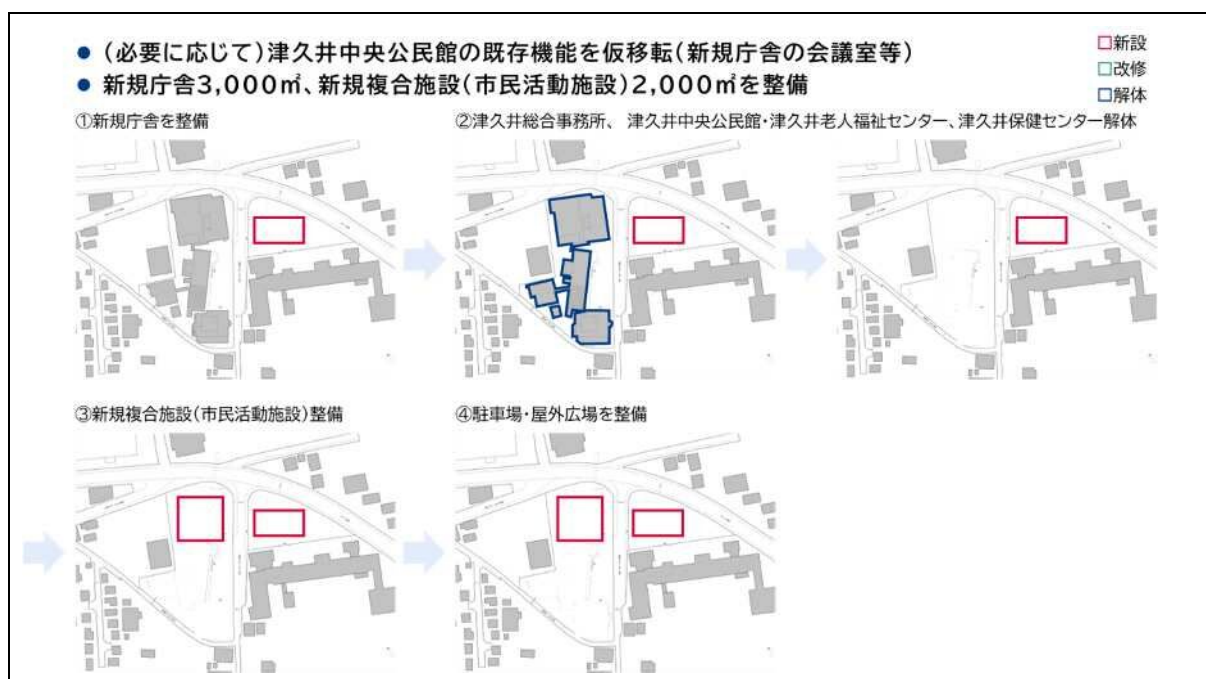 ● (必要に応じて)津久井中央公民館の既存機能を仮移転(新規庁舎の会議室等)
● 新規庁舎3,000㎡、新規複合施設(市民活動施設)2,000㎡を整備
□新設
□改修
□解体
①新規庁舎を整備
②津久井総合事務所、 津久井中央公民館・津久井老人福祉センター、津久井保健センター解体
③新規複合施設(市民活動施設)整備
④駐車場・屋外広場を整備